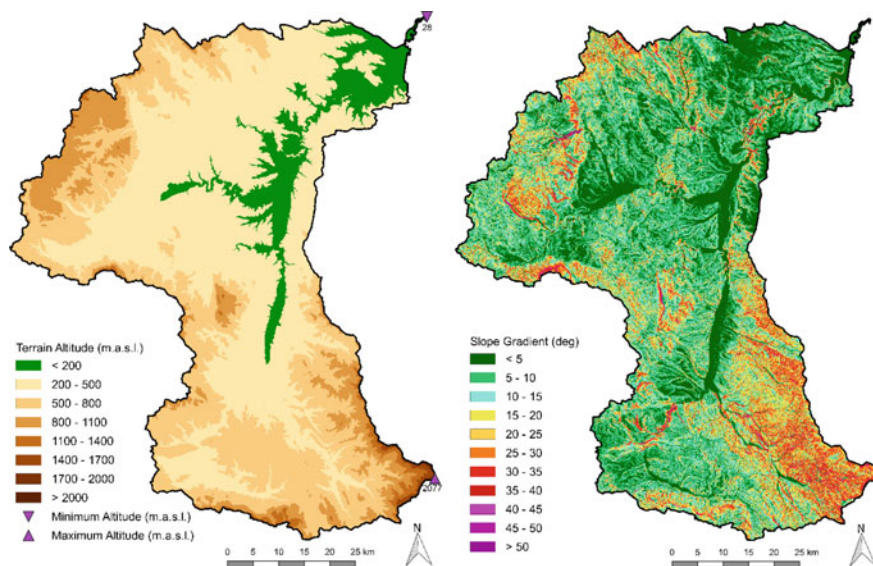 28
Terrain Altitude (m.a.s.l.)
< 200
200 - 500
500 - 800
800 - 1100
1100 - 1400
1400 - 1700
1700 - 2000
> 2000
Minimum Altitude (m.a.s.l.)
Maximum Altitude (m.a.s.l.)
2077
0 5 10 15 20 25 km
N
Slope Gradient (deg)
< 5
5 - 10
10 - 15
15 - 20
20 - 25
25 - 30
30 - 35
35 - 40
40 - 45
45 - 50
> 50
0 5 10 15 20 25 km
N